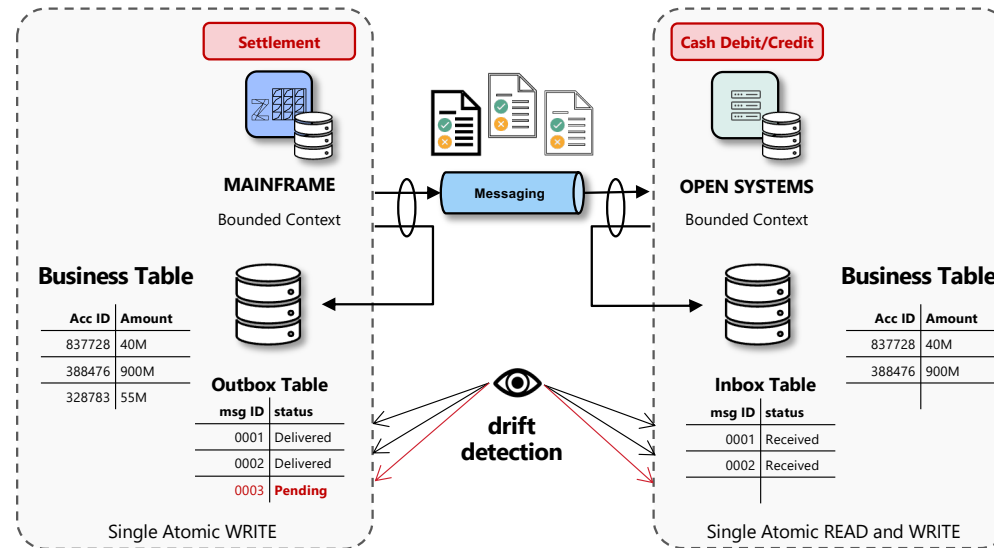 Settlement
MAINFRAME
Bounded Context
Business Table
Acc ID Amount
837728 40M
388476 900M
328783 55M
Outbox Table
msg ID status
0001 Delivered
0002 Delivered
0003 Pending
Single Atomic WRITE
Messaging
drift
detection
Cash Debit/Credit
OPEN SYSTEMS
Bounded Context
Business Table
Acc ID Amount
837728 40M
388476 900M
Inbox Table
msg ID status
0001 Received
0002 Received
Single Atomic READ and WRITE